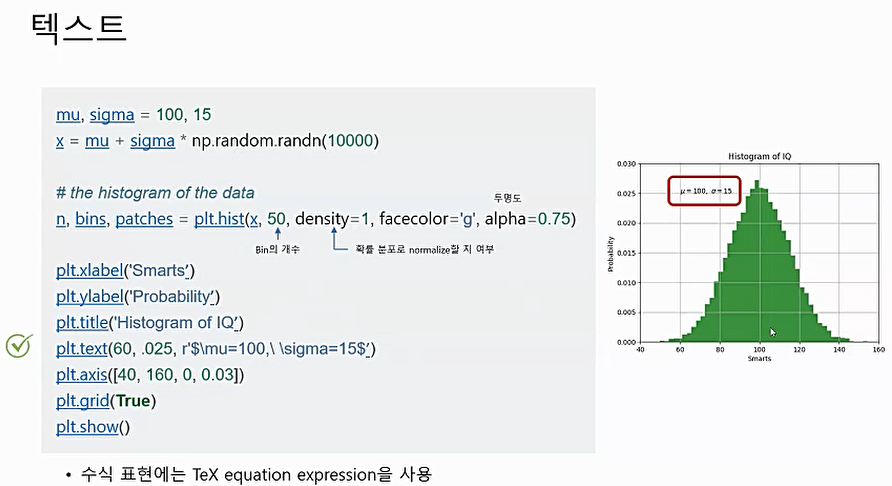 텍스트
mu, sigma = 100, 15
x = mu + sigma * np.random.randn(10000)
# the histogram of the data
투명도
n, bins, patches = plt.hist(x, 50, density=1, facecolor='g', alpha=0.75)
Bin의 개수
확률 분포로 normalize할 지 여부
plt.xlabel('Smarts')
plt.ylabel('Probability')
plt.title('Histogram of IQ')
plt.text(60, .025, r'$\mu=100,\ \sigma=15$')
plt.axis([40, 160, 0, 0.03])
plt.grid(True)
plt.show()
• 수식 표현에는 TeX equation expression을 사용
Histogram of IQ
μ = 100, σ = 15
Probability
0.030
0.025
0.020
0.015
0.010
0.005
0.000
40 60 80 100 120 140 160
Smarts